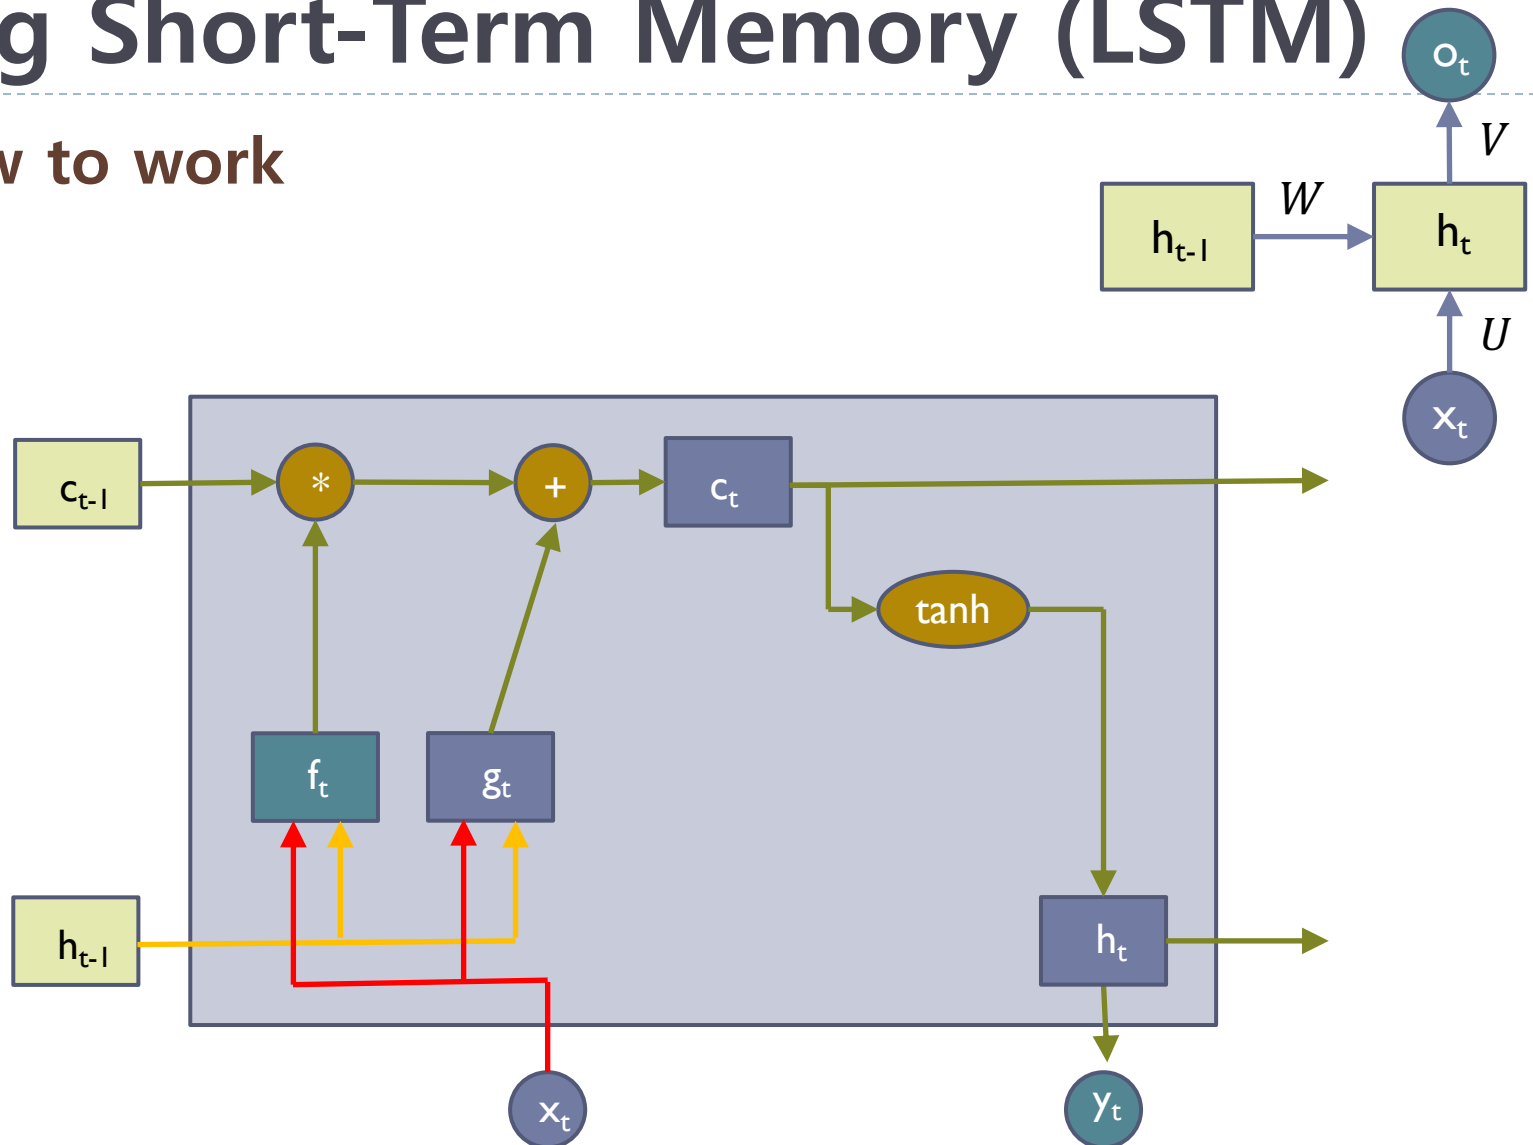 g Short-Term Memory (LSTM)
w to work
oₜ
V
W
hₜ₋₁
hₜ
U
xₜ
cₜ₋₁
*
+
cₜ
tanh
fₜ
gₜ
hₜ₋₁
hₜ
xₜ
yₜ